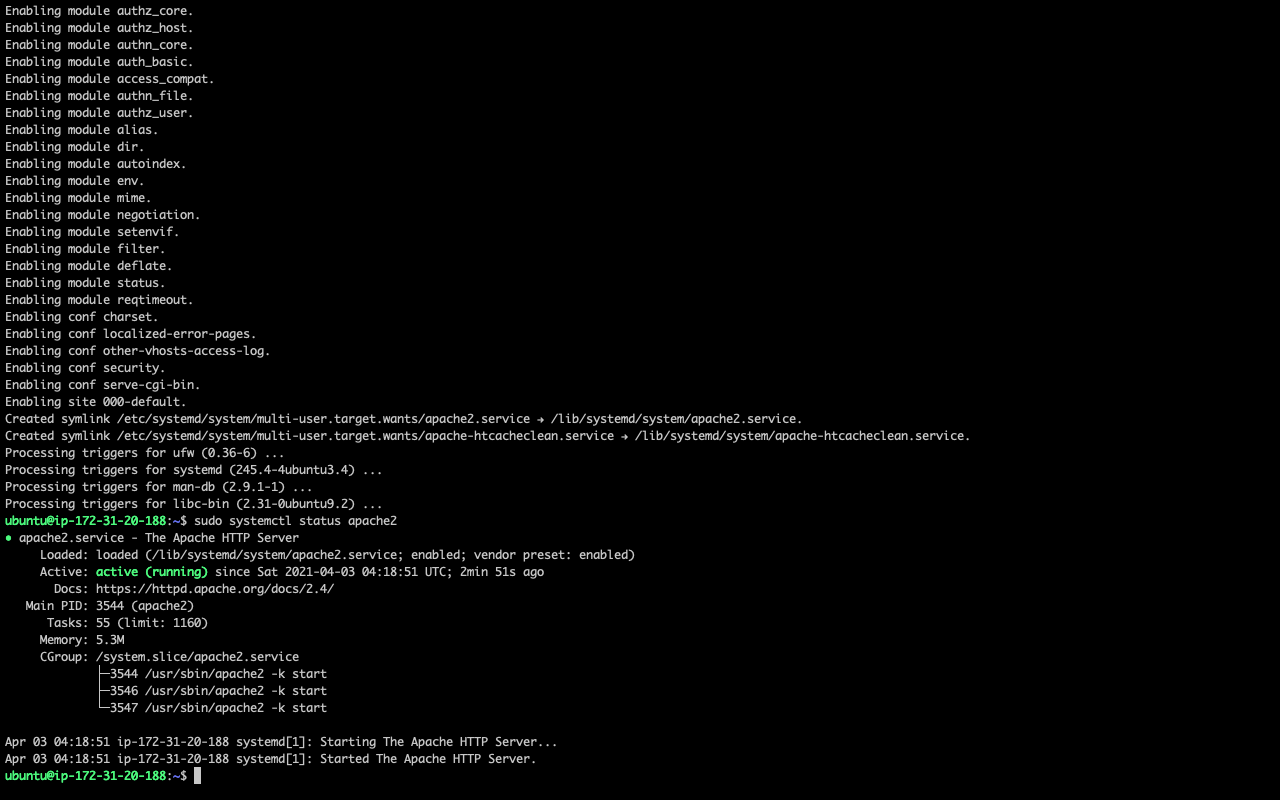 Enabling module authz_core.
Enabling module authz_host.
Enabling module authn_core.
Enabling module auth_basic.
Enabling module access_compat.
Enabling module authn_file.
Enabling module authz_user.
Enabling module alias.
Enabling module dir.
Enabling module autoindex.
Enabling module env.
Enabling module mime.
Enabling module negotiation.
Enabling module setenvif.
Enabling module filter.
Enabling module deflate.
Enabling module status.
Enabling module reqtimeout.
Enabling conf charset.
Enabling conf localized-error-pages.
Enabling conf other-vhosts-access-log.
Enabling conf security.
Enabling conf serve-cgi-bin.
Enabling site 000-default.
Created symlink /etc/systemd/system/multi-user.target.wants/apache2.service → /lib/systemd/system/apache2.service.
Created symlink /etc/systemd/system/multi-user.target.wants/apache-htcacheclean.service → /lib/systemd/system/apache-htcacheclean.service.
Processing triggers for ufw (0.36-6) ...
Processing triggers for systemd (245.4-4ubuntu3.4) ...
Processing triggers for man-db (2.9.1-1) ...
Processing triggers for libc-bin (2.31-0ubuntu9.2) ...
ubuntu@ip-172-31-20-188:~$ sudo systemctl status apache2
● apache2.service - The Apache HTTP Server
     Loaded: loaded (/lib/systemd/system/apache2.service; enabled; vendor preset: enabled)
     Active: active (running) since Sat 2021-04-03 04:18:51 UTC; 2min 51s ago
       Docs: https://httpd.apache.org/docs/2.4/
   Main PID: 3544 (apache2)
      Tasks: 55 (limit: 1160)
     Memory: 5.3M
     CGroup: /system.slice/apache2.service
             ├─3544 /usr/sbin/apache2 -k start
             ├─3546 /usr/sbin/apache2 -k start
             └─3547 /usr/sbin/apache2 -k start

Apr 03 04:18:51 ip-172-31-20-188 systemd[1]: Starting The Apache HTTP Server...
Apr 03 04:18:51 ip-172-31-20-188 systemd[1]: Started The Apache HTTP Server.
ubuntu@ip-172-31-20-188:~$